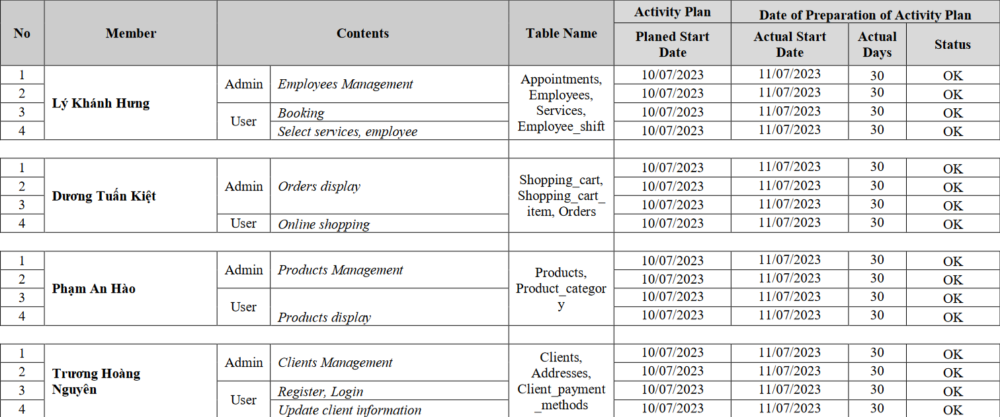 No Member Contents Table Name Activity Plan Date of Preparation of Activity Plan
Planed Start Date Actual Start Date Actual Days Status
1 Lý Khánh Hưng Admin Employees Management Appointments, Employees, Services, Employee_shift 10/07/2023 11/07/2023 30 OK
2 10/07/2023 11/07/2023 30 OK
3 User Booking 10/07/2023 11/07/2023 30 OK
4 Select services, employee 10/07/2023 11/07/2023 30 OK
1 Dương Tuấn Kiệt Admin Orders display Shopping_cart, Shopping_cart_item, Orders 10/07/2023 11/07/2023 30 OK
2 10/07/2023 11/07/2023 30 OK
3 10/07/2023 11/07/2023 30 OK
4 User Online shopping 10/07/2023 11/07/2023 30 OK
1 Phạm An Hào Admin Products Management Products, Product_category 10/07/2023 11/07/2023 30 OK
2 10/07/2023 11/07/2023 30 OK
3 User 10/07/2023 11/07/2023 30 OK
4 Products display 10/07/2023 11/07/2023 30 OK
1 Trương Hoàng Nguyên Admin Clients Management Clients, Addresses, Client_payment_methods 10/07/2023 11/07/2023 30 OK
2 10/07/2023 11/07/2023 30 OK
3 User Register, Login 10/07/2023 11/07/2023 30 OK
4 Update client information 10/07/2023 11/07/2023 30 OK